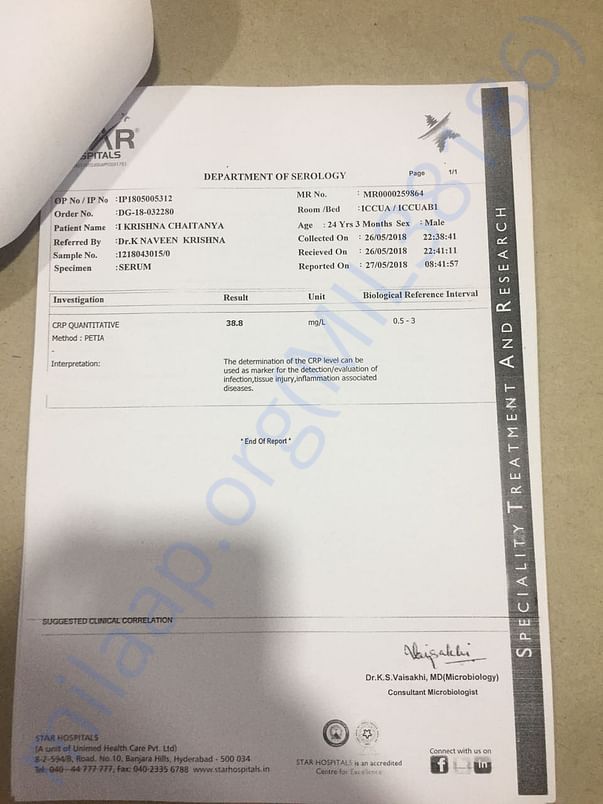 AR®
SPITALS
DEPARTMENT OF SEROLOGY
Page 1/1
OP No / IP No :IP1805005312
MR No. : MR0000259864
Order No. :DG-18-032280
Room /Bed :ICCUA / ICCUAB1
Patient Name :I KRISHNA CHAITANYA
Age : 24 Yrs 3 Months Sex : Male
Referred By :Dr.K NAVEEN KRISHNA
Collected On : 26/05/2018 22:38:41
Sample No. :1218043015/0
Recieved On : 26/05/2018 22:41:11
Specimen :SERUM
Reported On : 27/05/2018 08:41:57
Investigation Result Unit Biological Reference Interval
CRP QUANTITATIVE 38.8 mg/L 0.5 - 3
Method : PETIA
-
Interpretation: The determination of the CRP level can be
used as marker for the detection/evaluation of
infection,tissue injury,inflammation associated
diseases.
* End Of Report *
SUGGESTED CLINICAL CORRELATION
Vaisakhi
Dr.K.S.Vaisakhi, MD(Microbiology)
Consultant Microbiologist
STAR HOSPITALS
(A unit of Unimed Health Care Pvt. Ltd)
8-2-594/B, Road. No.10, Banjara Hills, Hyderabad - 500 034
Tel: 040 - 44 777 777, Fax: 040-2335 6788 www.starhospitals.in
STAR HOSPITALS is an accredited
Centre for Excellence
Connect with us on
f in
SPECIALITY TREATMENT AND RESEARCH
milaap.org(MIL38186)